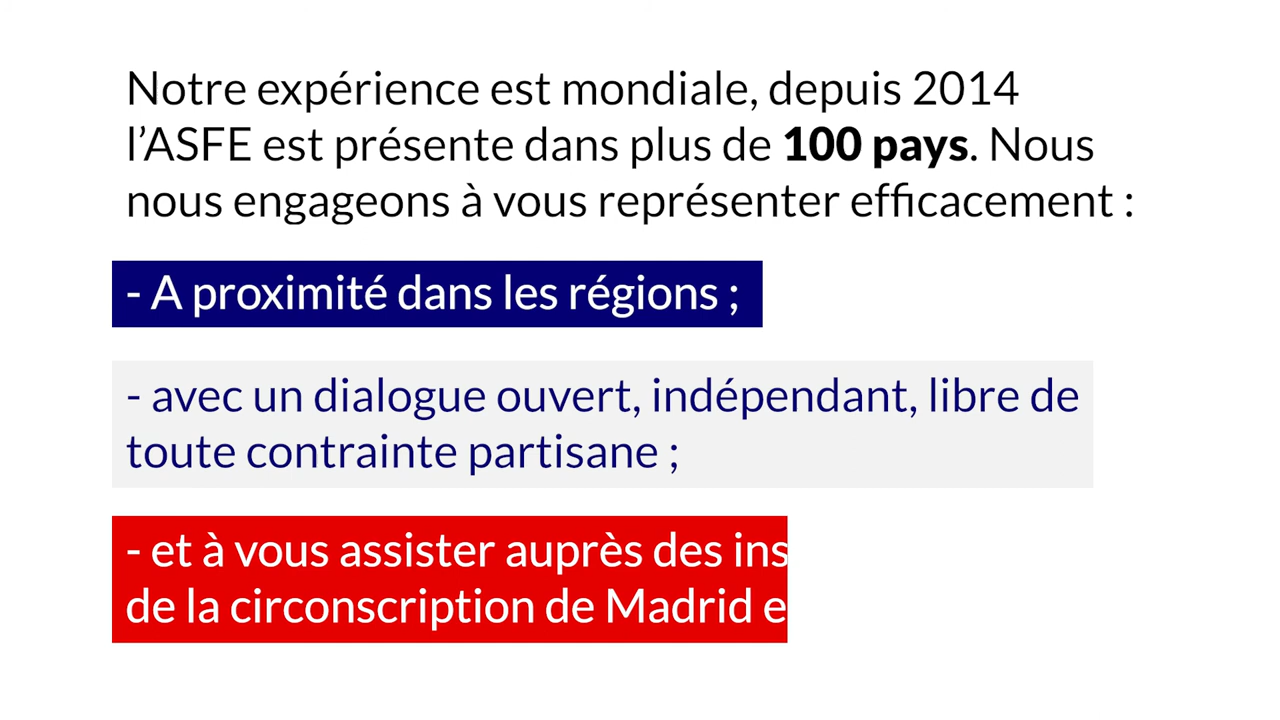 Notre expérience est mondiale, depuis 2014
l’ASFE est présente dans plus de 100 pays. Nous
nous engageons à vous représenter efficacement :
- A proximité dans les régions ;
- avec un dialogue ouvert, indépendant, libre de
toute contrainte partisane ;
- et à vous assister auprès des
de la circonscription de Madrid